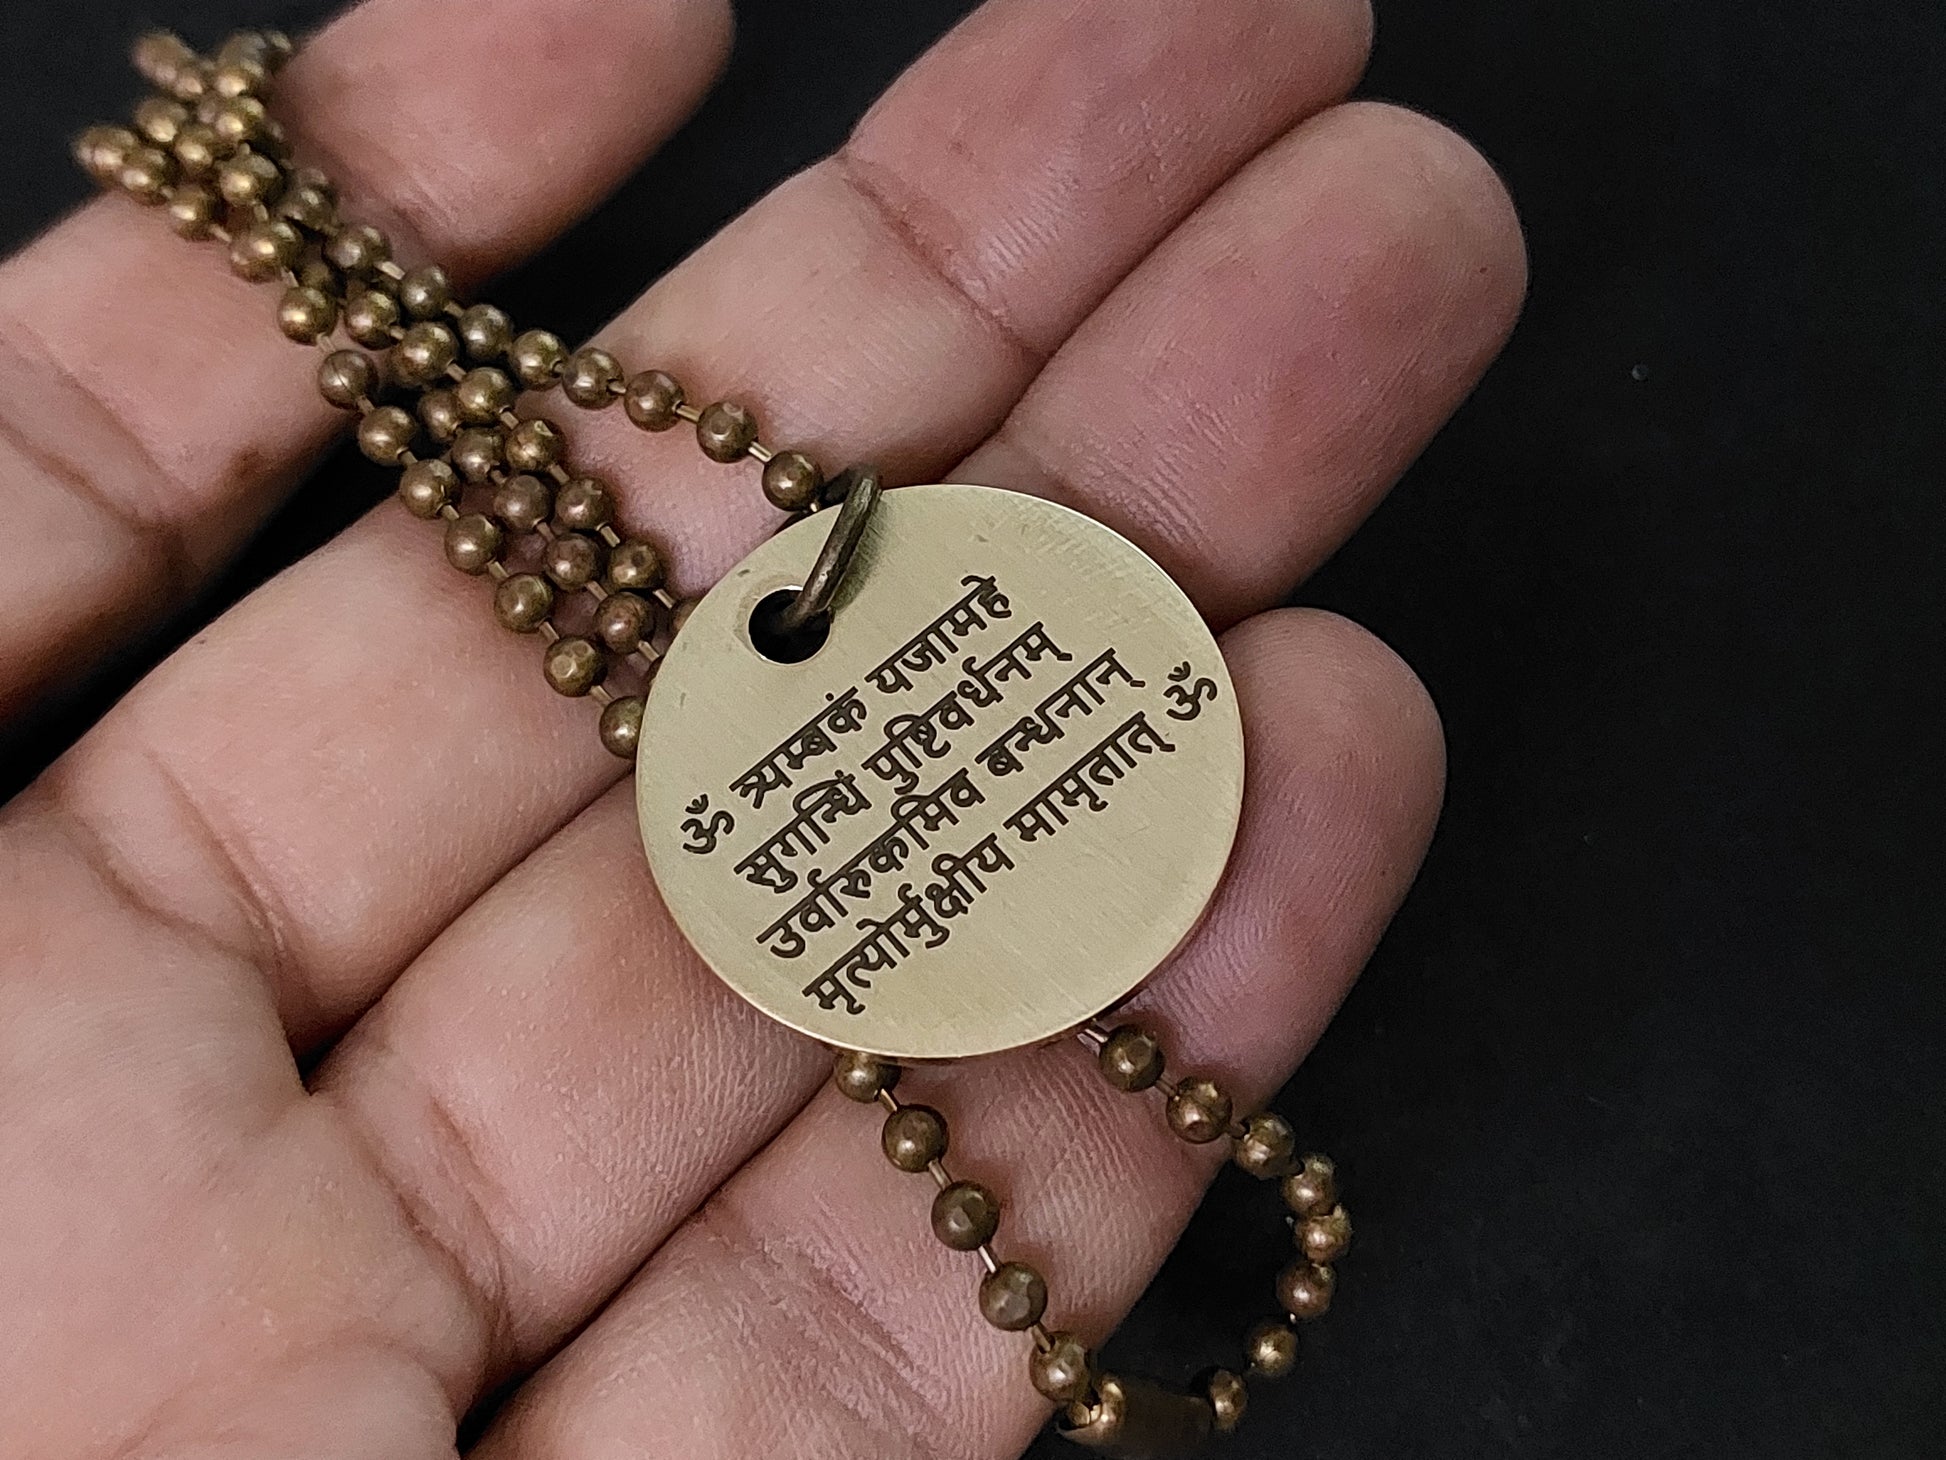 ॐ त्र्यम्बकं यजामहे
सुगन्धिं पुष्टिवर्धनम्
उर्वारुकमिव बन्धनान्
मृत्योर्मुक्षीय मामृतात् ॐ